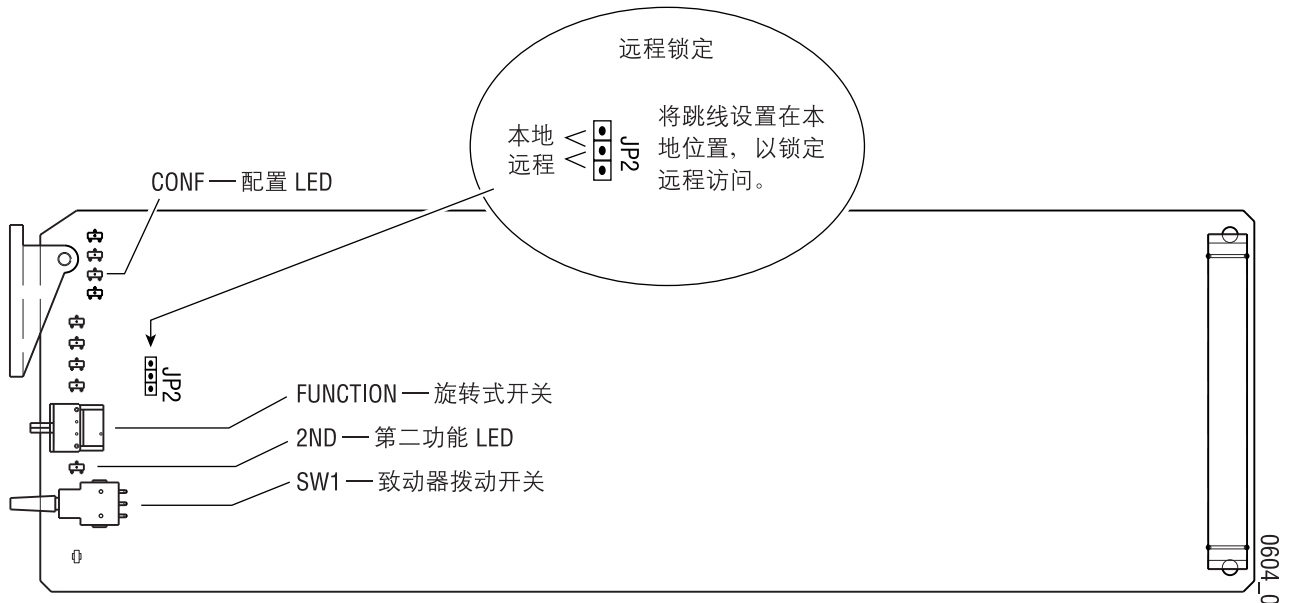 远程锁定
本地
远程
JP2
将跳线设置在本
地位置，以锁定
远程访问。
CONF — 配置 LED
JP2
FUNCTION — 旋转式开关
2ND — 第二功能 LED
SW1 — 致动器拨动开关